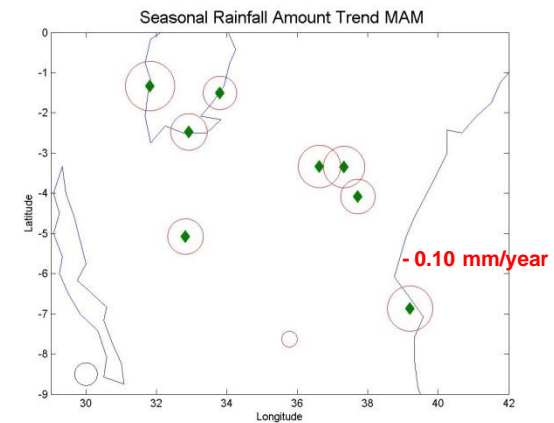 Seasonal Rainfall Amount Trend MAM
0
-1
-2
-3
-4
-5
-6
-7
-8
-9
Latitude
- 0.10 mm/year
30 32 34 36 38 40 42
Longitude